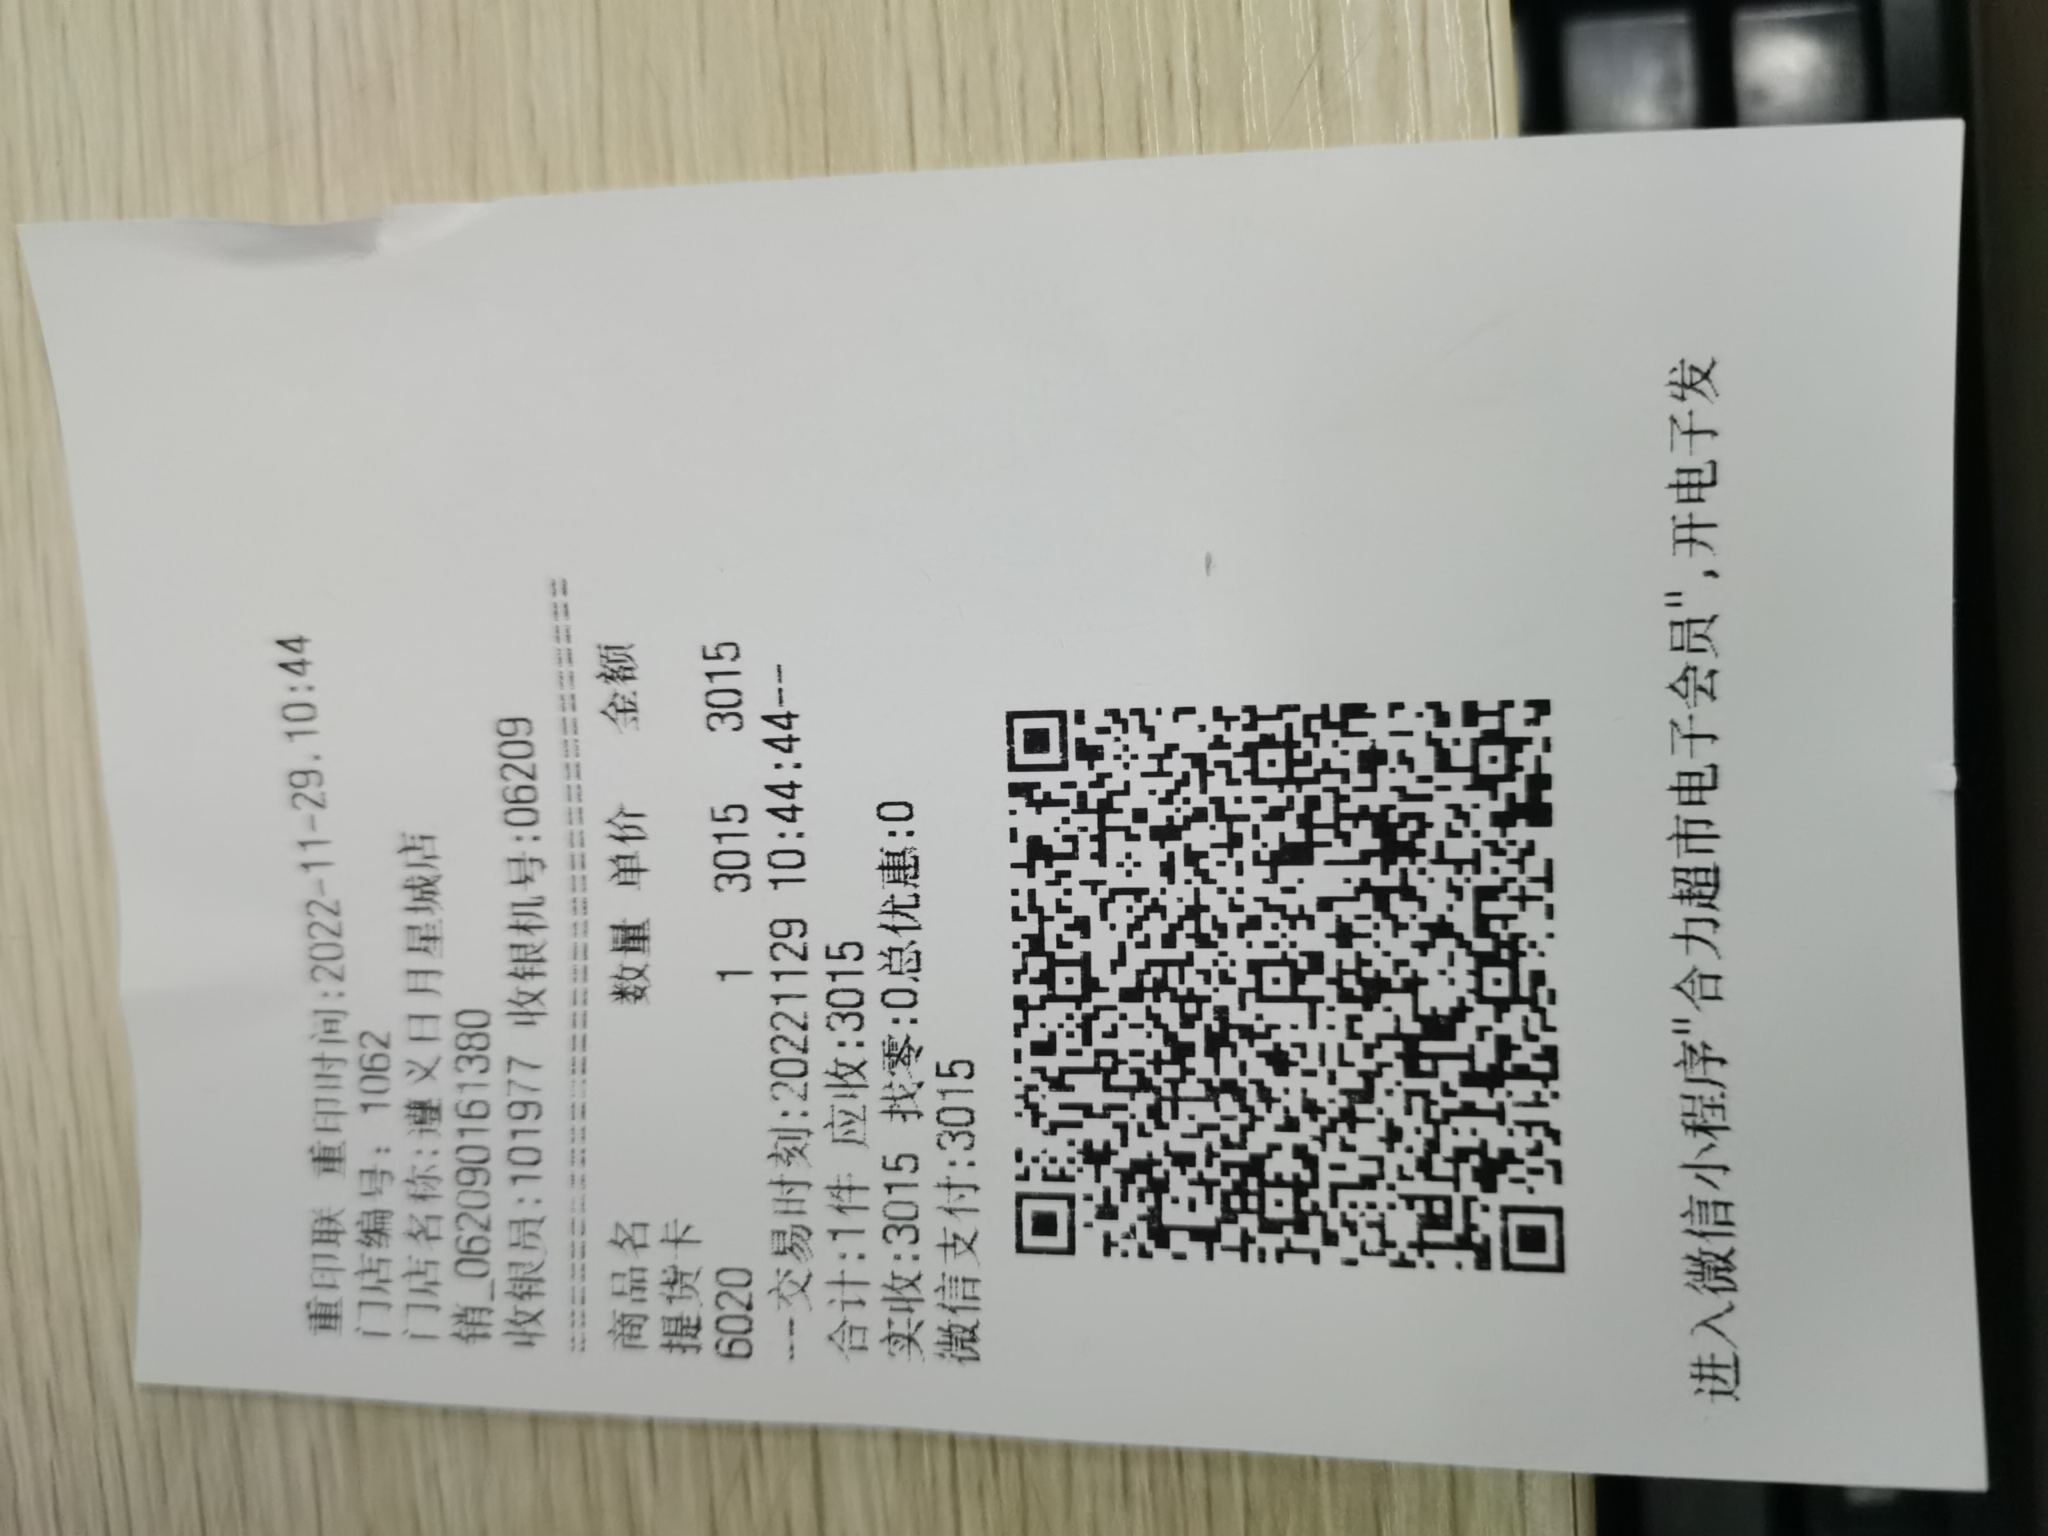 重印联 重印时间:2022-11-29.10:44
门店编号: 1062
门店名称:遵义日月星城店
销_0620901613​80
收银员:101977 收银机号:06209
商品名 数量 单价 金额
提货卡
6020 1 3015 3015
--交易时刻:20221129 10:44:44--
合计:1件 应收:3015
实收:3015 找零:0总优惠:0
微信支付:3015
进入微信小程序"合力超市电子会员",开电子发